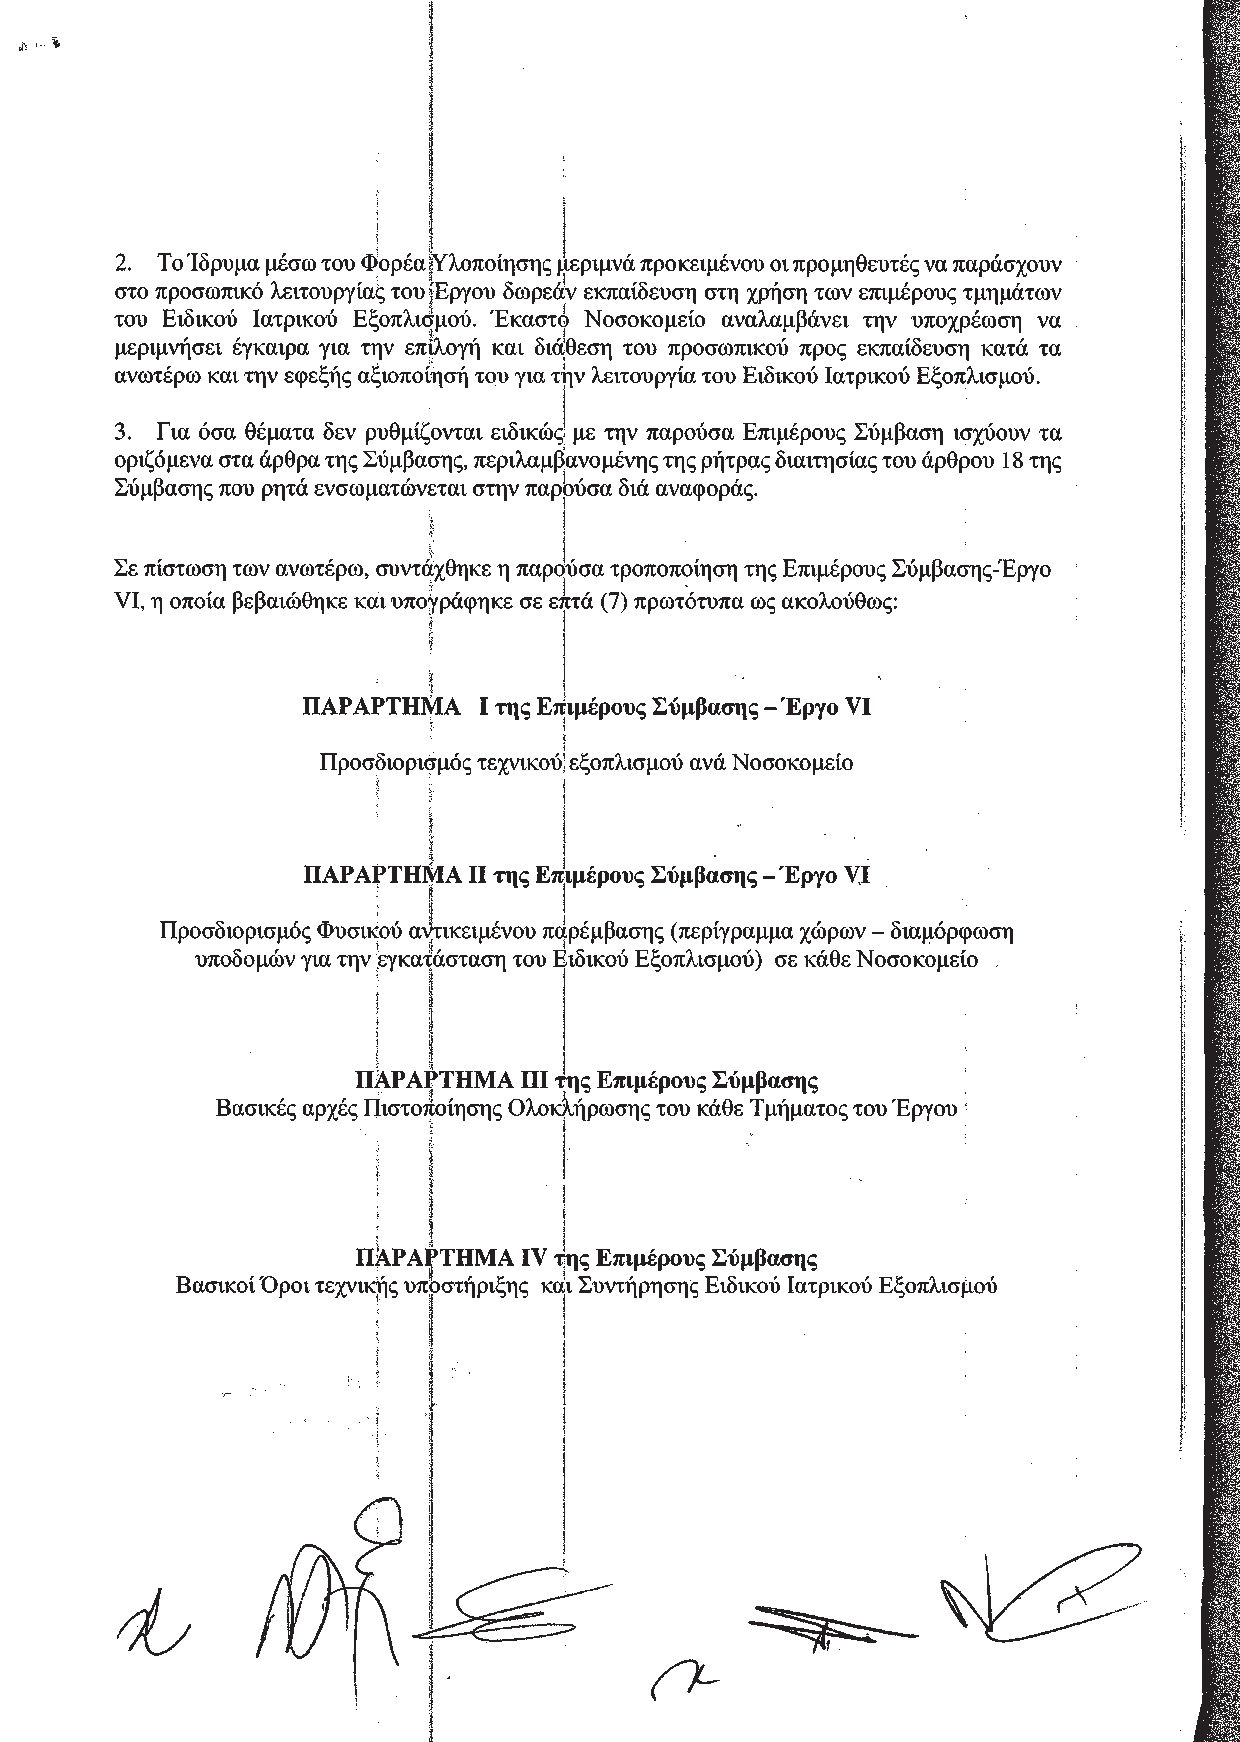 2. Το Ίδρυμα μέσω του Φορέα Υλοποίησης μεριμνά προκειμένου οι προμηθευτές να παράσχουν
στο προσωπικό λειτουργίας του Έργου δωρεάν εκπαίδευση στη χρήση των επιμέρους τμημάτων
του Ειδικού Ιατρικού Εξοπλισμού. Έκαστο Νοσοκομείο αναλαμβάνει την υποχρέωση να
μεριμνήσει έγκαιρα για την επιλογή και διάθεση του προσωπικού προς εκπαίδευση κατά τα
ανωτέρω και την εφεξής αξιοποίησή του για την λειτουργία του Ειδικού Ιατρικού Εξοπλισμού.
3. Για όσα θέματα δεν ρυθμίζονται ειδικώς με την παρούσα Επιμέρους Σύμβαση ισχύουν τα
οριζόμενα στα άρθρα της Σύμβασης, περιλαμβανομένης της ρήτρας διαιτησίας του άρθρου 18 της
Σύμβασης που ρητά ενσωματώνεται στην παρούσα διά αναφοράς.
Σε πίστωση των ανωτέρω, συντάχθηκε η παρούσα τροποποίηση της Επιμέρους Σύμβασης-Έργο
VI, η οποία βεβαιώθηκε και υπογράφηκε σε επτά (7) πρωτότυπα ως ακολούθως:
ΠΑΡΑΡΤΗΜΑ Ι της Επιμέρους Σύμβασης – Έργο VI
Προσδιορισμός τεχνικού εξοπλισμού ανά Νοσοκομείο
ΠΑΡΑΡΤΗΜΑ ΙΙ της Επιμέρους Σύμβασης – Έργο VI
Προσδιορισμός Φυσικού αντικειμένου παρέμβασης (περίγραμμα χώρων – διαμόρφωση
υποδομών για την εγκατάσταση του Ειδικού Εξοπλισμού) σε κάθε Νοσοκομείο
ΠΑΡΑΡΤΗΜΑ ΙΙΙ της Επιμέρους Σύμβασης
Βασικές αρχές Πιστοποίησης Ολοκλήρωσης του κάθε Τμήματος του Έργου
ΠΑΡΑΡΤΗΜΑ IV της Επιμέρους Σύμβασης
Βασικοί Όροι τεχνικής υποστήριξης και Συντήρησης Ειδικού Ιατρικού Εξοπλισμού